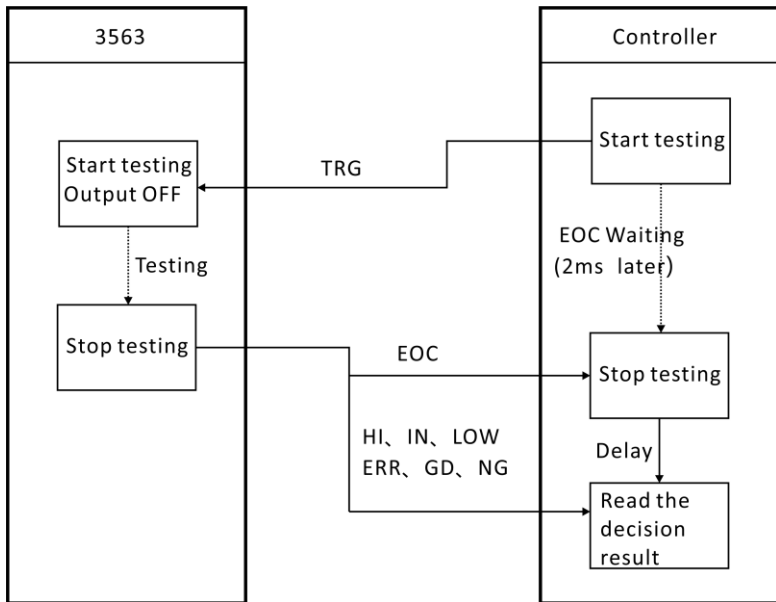 3563
Controller
Start testing
Output OFF
TRG
Start testing
Testing
EOC Waiting
(2ms later)
Stop testing
EOC
Stop testing
HI、IN、LOW
ERR、GD、NG
Delay
Read the
decision
result